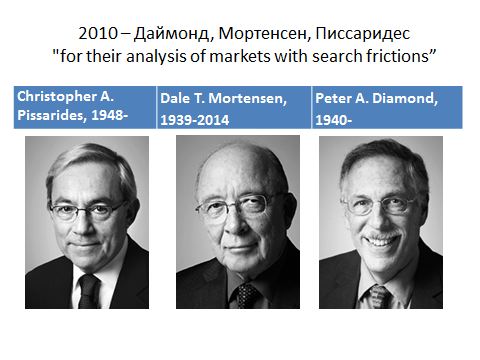 2010 – Даймонд, Мортенсен, Писсаридес
"for their analysis of markets with search frictions”
Christopher A.
Pissarides, 1948-
Dale T. Mortensen,
1939-2014
Peter A. Diamond,
1940-